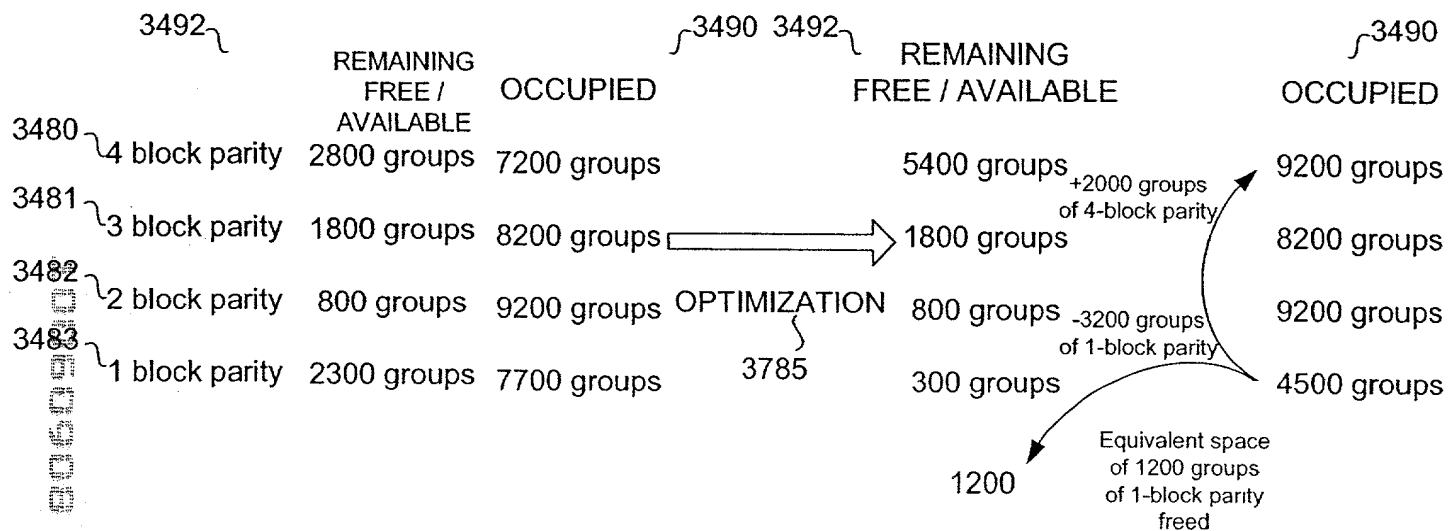 3492 3490 3492 3490
REMAINING FREE / AVAILABLE OCCUPIED REMAINING FREE / AVAILABLE OCCUPIED
3480 4 block parity 2800 groups 7200 groups 5400 groups 9200 groups
+2000 groups of 4-block parity
3481 3 block parity 1800 groups 8200 groups 1800 groups 8200 groups
3482 2 block parity 800 groups 9200 groups OPTIMIZATION 800 groups 9200 groups
-3200 groups of 1-block parity
3483 1 block parity 2300 groups 7700 groups 3785 300 groups 4500 groups
1200
Equivalent space
of 1200 groups
of 1-block parity
freed